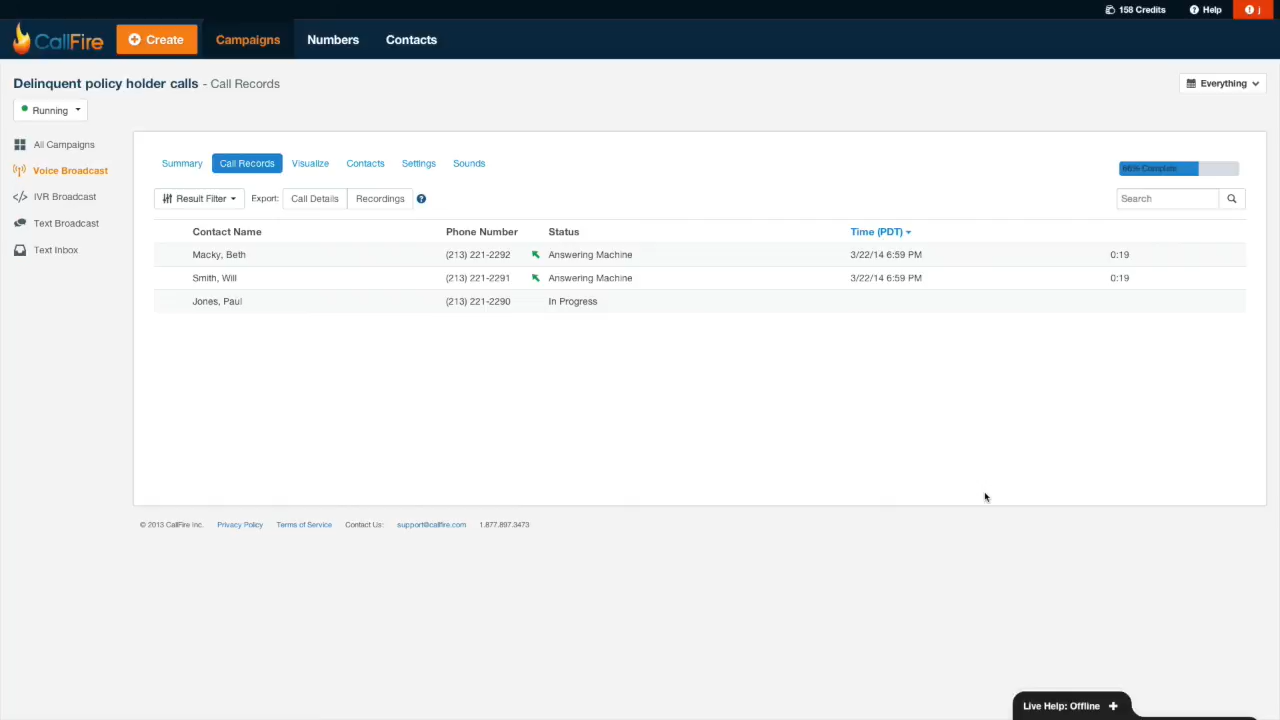 158 Credits Help j
CallFire Create Campaigns Numbers Contacts
Delinquent policy holder calls - Call Records
Everything
Running
All Campaigns
Voice Broadcast
IVR Broadcast
Text Broadcast
Text Inbox
Summary Call Records Visualize Contacts Settings Sounds
66% Complete
Result Filter Export: Call Details Recordings ? Search
Contact Name Phone Number Status Time (PDT)
Macky, Beth (213) 221-2292 Answering Machine 3/22/14 6:59 PM 0:19
Smith, Will (213) 221-2291 Answering Machine 3/22/14 6:59 PM 0:19
Jones, Paul (213) 221-2290 In Progress
© 2013 CallFire Inc. Privacy Policy Terms of Service Contact Us: support@callfire.com 1.877.897.3473
Live Help: Offline